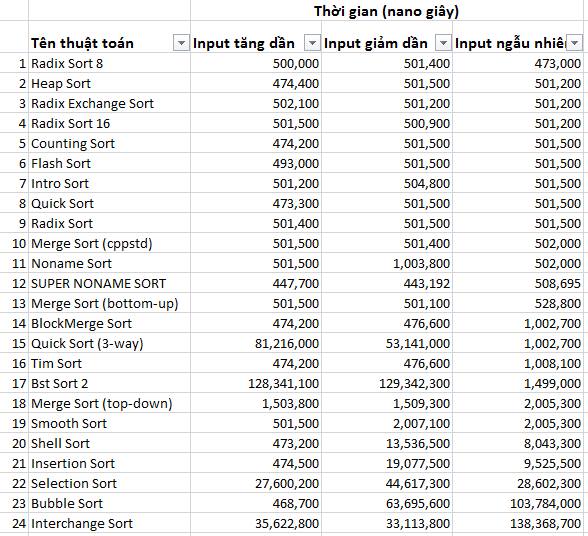 Thời gian (nano giây)
Tên thuật toán Input tăng dần Input giảm dần Input ngẫu nhiên
1 Radix Sort 8 500,000 501,400 473,000
2 Heap Sort 474,400 501,500 501,200
3 Radix Exchange Sort 502,100 501,200 501,200
4 Radix Sort 16 501,500 500,900 501,200
5 Counting Sort 474,200 501,500 501,500
6 Flash Sort 493,000 501,500 501,500
7 Intro Sort 501,200 504,800 501,500
8 Quick Sort 473,300 501,500 501,500
9 Radix Sort 501,400 501,500 501,500
10 Merge Sort (cppstd) 501,500 501,400 502,000
11 Noname Sort 501,500 1,003,800 502,000
12 SUPER NONAME SORT 447,700 443,192 508,695
13 Merge Sort (bottom-up) 501,500 501,100 528,800
14 BlockMerge Sort 474,200 476,600 1,002,700
15 Quick Sort (3-way) 81,216,000 53,141,000 1,002,700
16 Tim Sort 474,200 476,600 1,008,100
17 Bst Sort 2 128,341,100 129,342,300 1,499,000
18 Merge Sort (top-down) 1,503,800 1,509,300 2,005,300
19 Smooth Sort 501,500 2,007,100 2,005,300
20 Shell Sort 473,200 13,536,500 8,043,300
21 Insertion Sort 474,500 19,077,500 9,525,500
22 Selection Sort 27,600,200 44,617,300 28,602,300
23 Bubble Sort 468,700 63,695,600 103,784,000
24 Interchange Sort 35,622,800 33,113,800 138,368,700